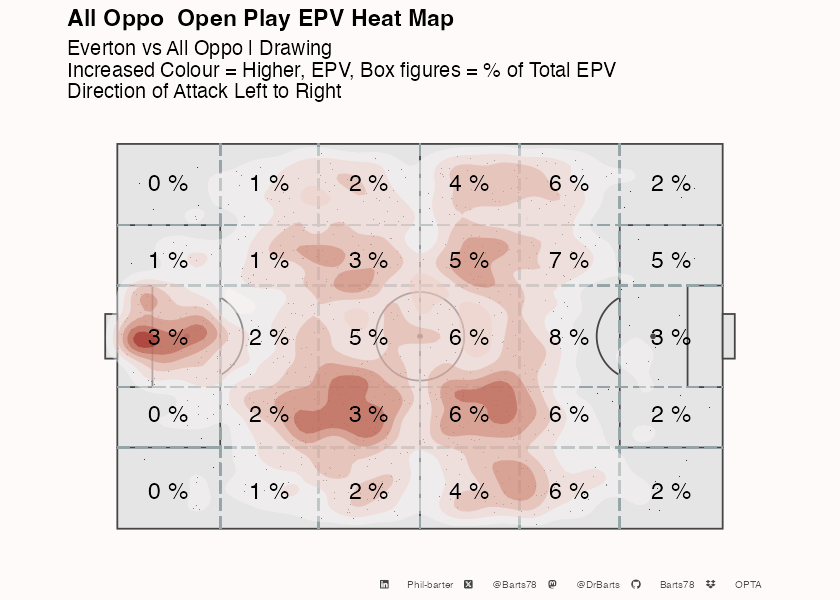 All Oppo  Open Play EPV Heat Map
Everton vs All Oppo | Drawing
Increased Colour = Higher, EPV, Box figures = % of Total EPV
Direction of Attack Left to Right
0 % 1 % 2 % 4 % 6 % 2 %
1 % 1 % 3 % 5 % 7 % 5 %
3 % 2 % 5 % 6 % 8 % 3 %
0 % 2 % 3 % 6 % 6 % 2 %
0 % 1 % 2 % 4 % 6 % 2 %
Phil-barter @Barts78 @DrBarts Barts78 OPTA